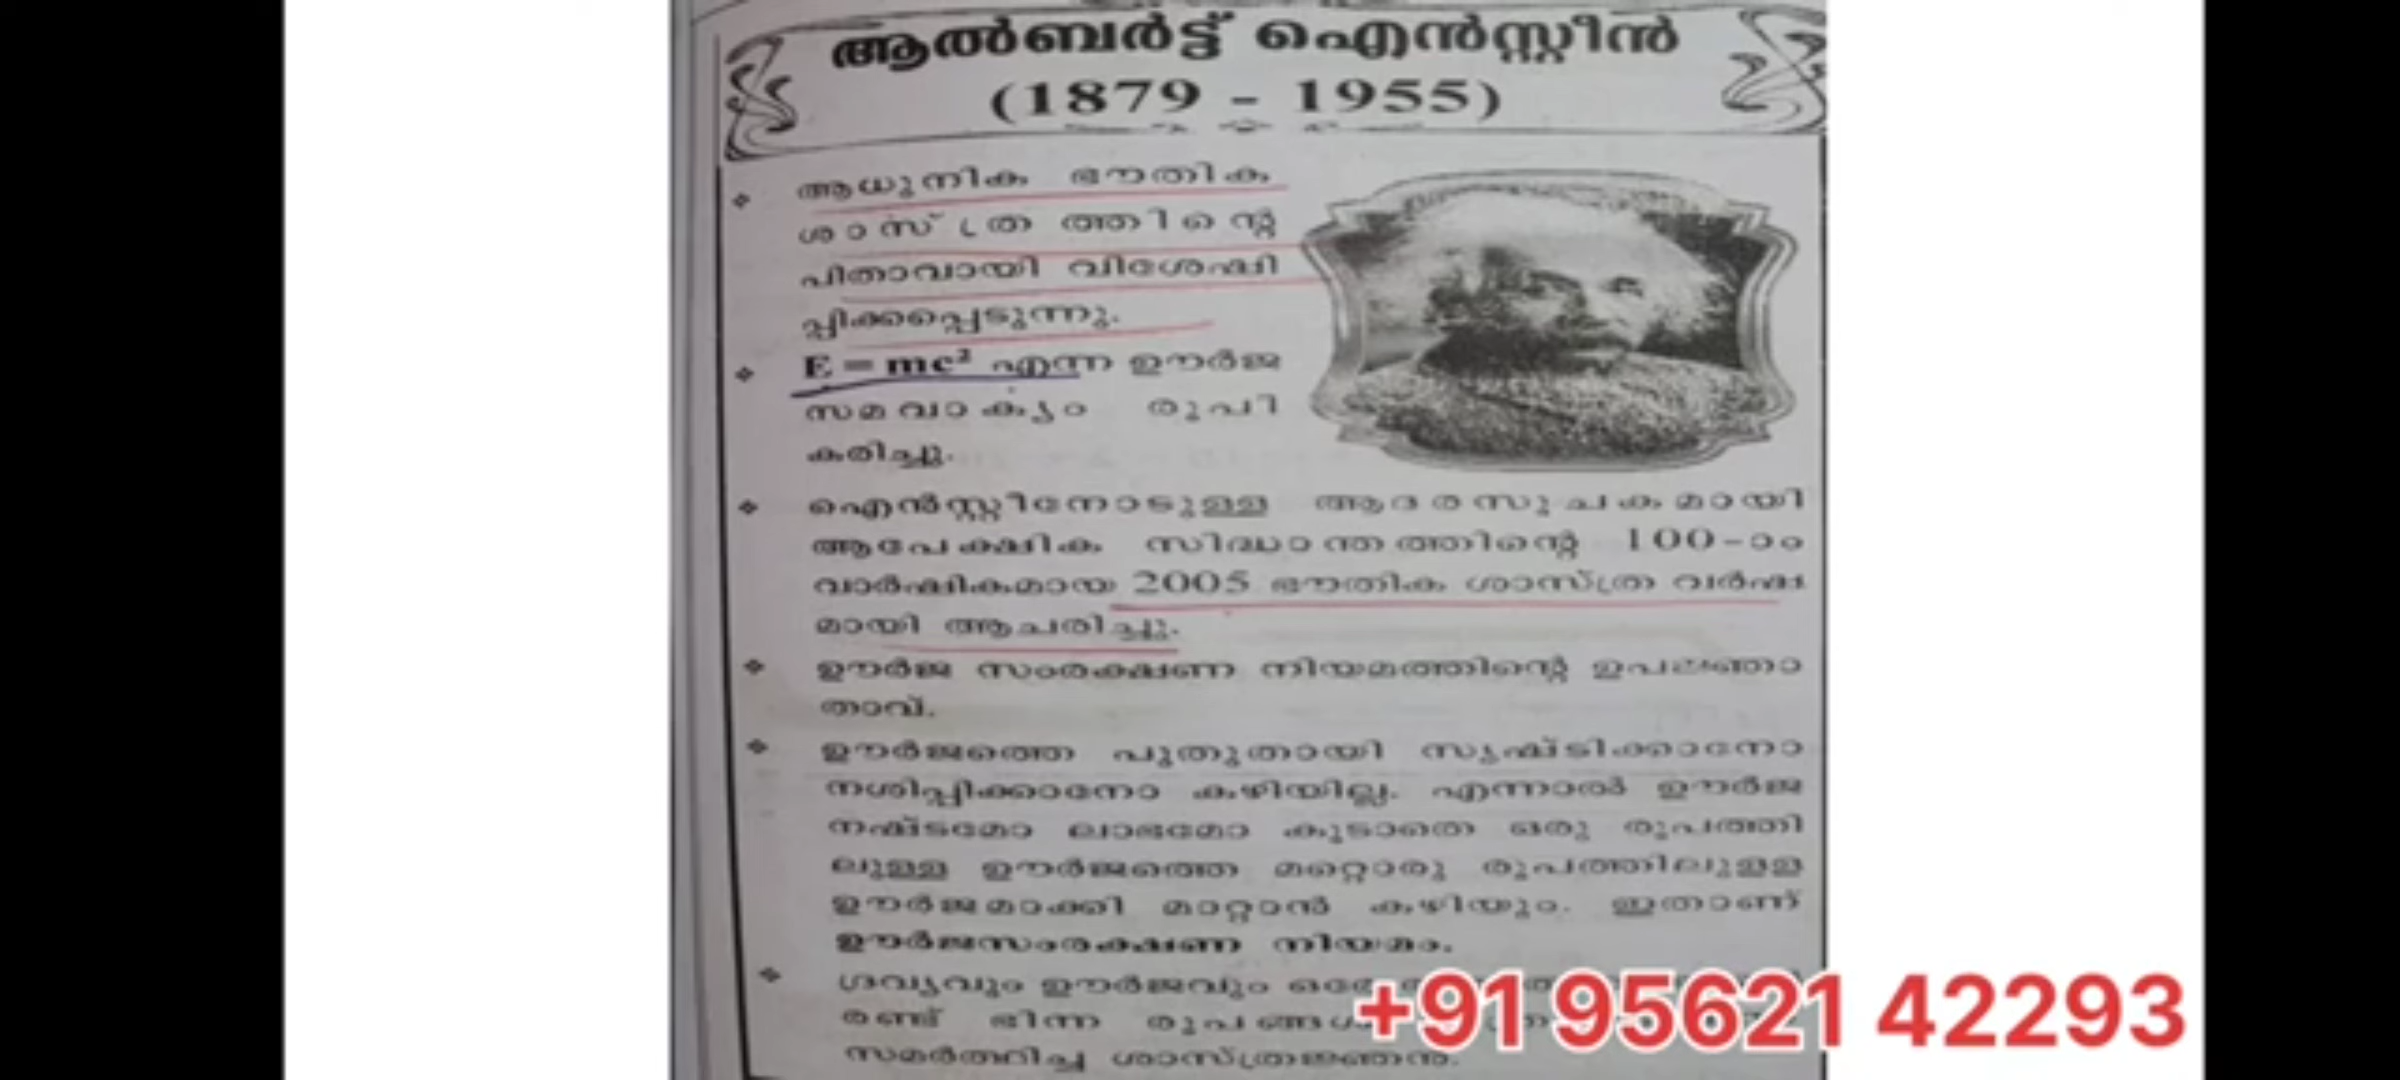 ആൽബർട്ട് ഐൻസ്റ്റീൻ
(1879 - 1955)
ആധുനിക ഭൗതിക
ശാസ്ത്രത്തിന്റെ
പിതാവായി വിശേഷി
പ്പിക്കപ്പെടുന്നു.
E = mc² എന്ന ഊർജ
സമവാക്യം രൂപീ
കരിച്ചു.
ഐൻസ്റ്റീനോടുള്ള ആദരസൂചകമായി
ആപേക്ഷിക സിദ്ധാന്തത്തിന്റെ 100-ാം
വാർഷികമായ 2005 ഭൗതിക ശാസ്ത്ര വർഷ
മായി ആചരിച്ചു.
ഊർജ സംരക്ഷണ നിയമത്തിന്റെ ഉപജ്ഞാ
താവ്.
ഊർജത്തെ പുതുതായി സൃഷ്ടിക്കാനോ
നശിപ്പിക്കാനോ കഴിയില്ല. എന്നാൽ ഊർജ
നഷ്ടമോ ലാഭമോ കൂടാതെ ഒരു രൂപത്തി
ലുള്ള ഊർജത്തെ മറ്റൊരു രൂപത്തിലുള്ള
ഊർജമാക്കി മാറ്റാൻ കഴിയും. ഇതാണ്
ഊർജസംരക്ഷണ നിയമം.
ദ്രവ്യവും ഊർജവും
രണ്ട് ഭിന്ന
സമർത്ഥിച്ച ശാസ്ത്രജ്ഞൻ.
+91 95621 42293